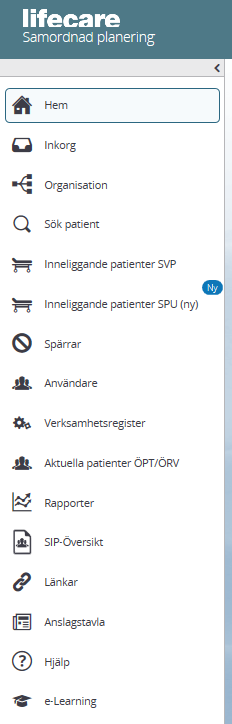 lifecare
Samordnad planering
Hem
Inkorg
Organisation
Sök patient
Inneliggande patienter SVP
Ny
Inneliggande patienter SPU (ny)
Spärrar
Användare
Verksamhetsregister
Aktuella patienter ÖPT/ÖRV
Rapporter
SIP-Översikt
Länkar
Anslagstavla
Hjälp
e-Learning